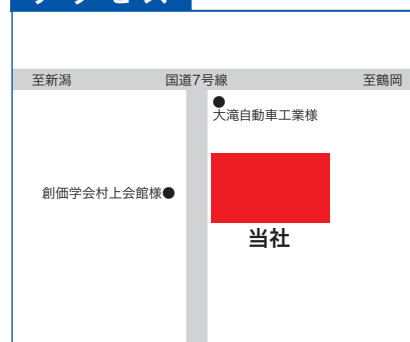 至新潟 国道7号線 至鶴岡
大滝自動車工業様
創価学会村上会館様
当社